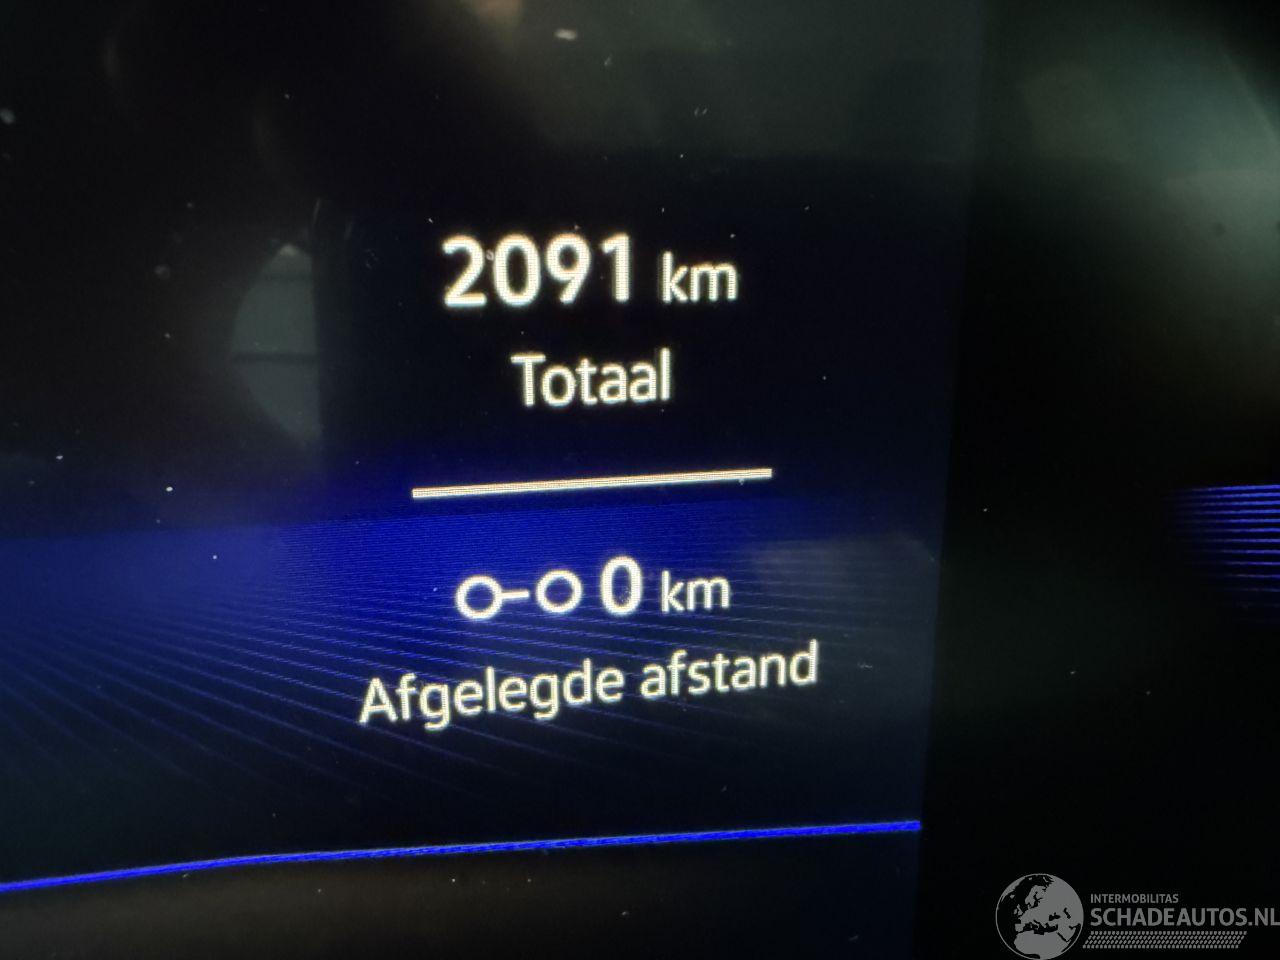 2091 km
Totaal
0 km
Afgelegde afstand
INTERMOBILITAS
SCHADEAUTOS.NL